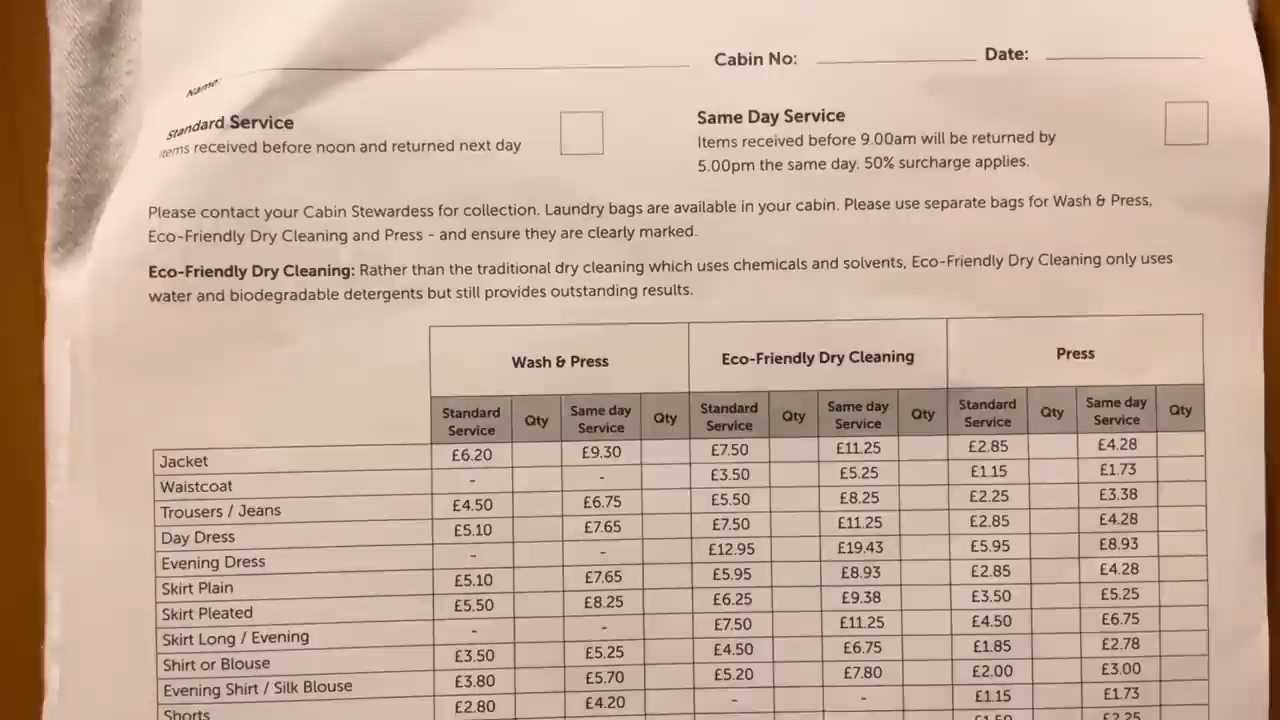 Name: Cabin No: Date:
Standard Service
Items received before noon and returned next day
Same Day Service
Items received before 9.00am will be returned by
5.00pm the same day. 50% surcharge applies.
Please contact your Cabin Stewardess for collection. Laundry bags are available in your cabin. Please use separate bags for Wash & Press,
Eco-Friendly Dry Cleaning and Press - and ensure they are clearly marked.
Eco-Friendly Dry Cleaning: Rather than the traditional dry cleaning which uses chemicals and solvents, Eco-Friendly Dry Cleaning only uses
water and biodegradable detergents but still provides outstanding results.
Wash & Press Eco-Friendly Dry Cleaning Press
Standard Service Qty Same day Service Qty Standard Service Qty Same day Service Qty Standard Service Qty Same day Service Qty
Jacket £6.20 £9.30 £7.50 £11.25 £2.85 £4.28
Waistcoat - - £3.50 £5.25 £1.15 £1.73
Trousers / Jeans £4.50 £6.75 £5.50 £8.25 £2.25 £3.38
Day Dress £5.10 £7.65 £7.50 £11.25 £2.85 £4.28
Evening Dress - - £12.95 £19.43 £5.95 £8.93
Skirt Plain £5.10 £7.65 £5.95 £8.93 £2.85 £4.28
Skirt Pleated £5.50 £8.25 £6.25 £9.38 £3.50 £5.25
Skirt Long / Evening - - £7.50 £11.25 £4.50 £6.75
Shirt or Blouse £3.50 £5.25 £4.50 £6.75 £1.85 £2.78
Evening Shirt / Silk Blouse £3.80 £5.70 £5.20 £7.80 £2.00 £3.00
Shorts £2.80 £4.20 - - £1.15 £1.73
£1.50 £2.25